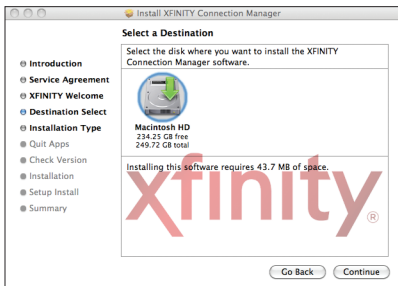 Install XFINITY Connection Manager
Select a Destination
Introduction
Service Agreement
XFINITY Welcome
Destination Select
Installation Type
Quit Apps
Check Version
Installation
Setup Install
Summary
Select the disk where you want to install the XFINITY
Connection Manager software.
Macintosh HD
234.25 GB free
249.72 GB total
Installing this software requires 43.7 MB of space.
xfinity®
Go Back
Continue